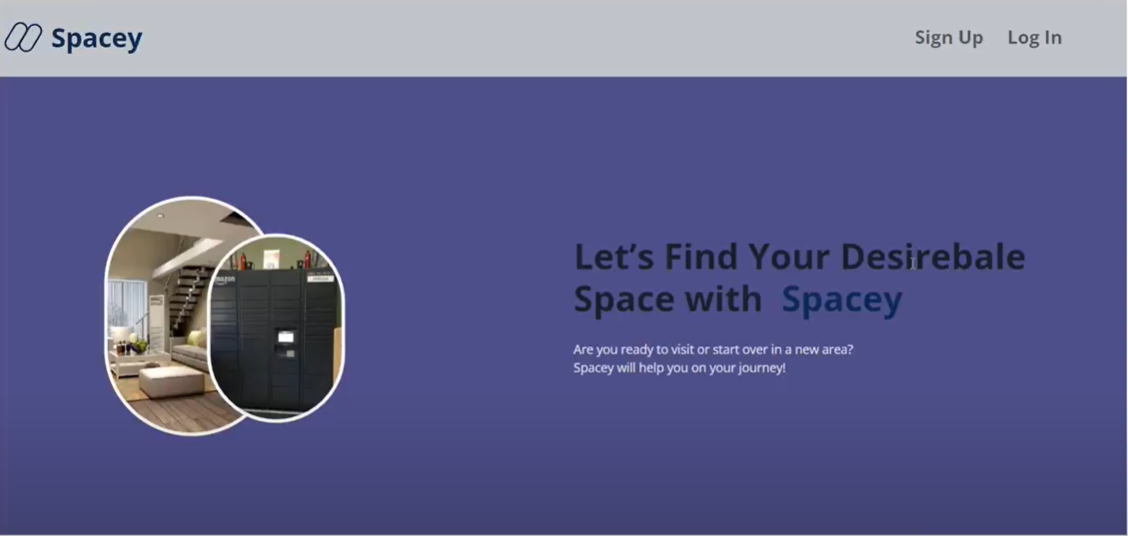 Spacey
Sign Up Log In
Let's Find Your Desirebale
Space with Spacey
Are you ready to visit or start over in a new area?
Spacey will help you on your journey!